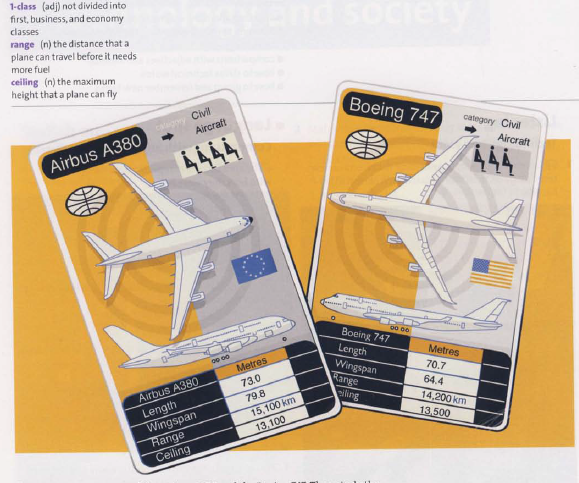 1-class (adj) not divided into
first, business, and economy
classes
range (n) the distance that a
plane can travel before it needs
more fuel
ceiling (n) the maximum
height that a plane can fly
Airbus A380
category Civil
Aircraft
Airbus A380 Metres
Length 73.0
Wingspan 79.8
Range 15,100 km
Ceiling 13,100
Boeing 747
category Civil
Aircraft
Boeing 747 Metres
Length 70.7
Wingspan 64.4
Range 14,200 km
Ceiling 13,500